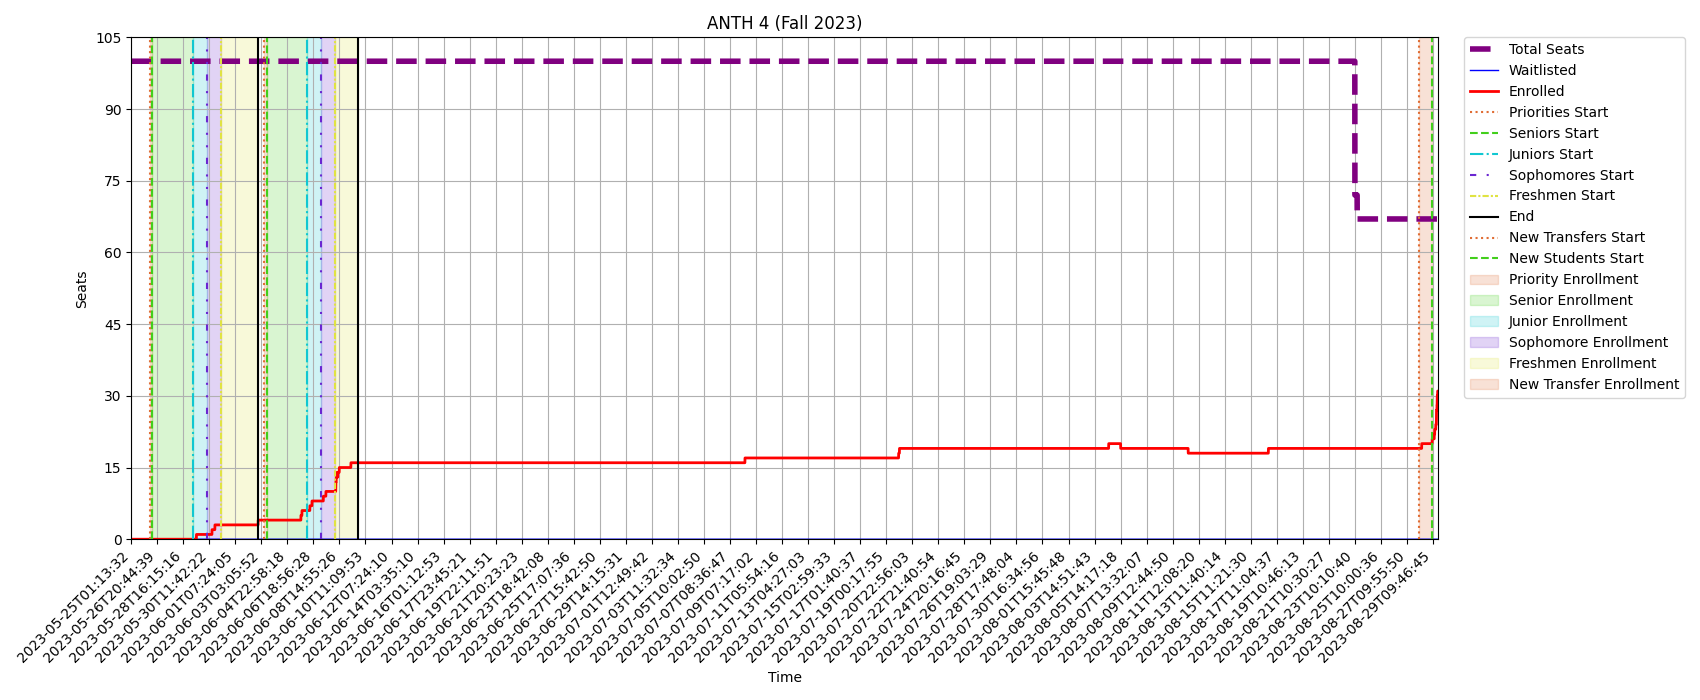 ANTH 4 (Fall 2023)
105
90
75
60
45
30
15
0
Seats
2023-05-25T01:13:32
2023-05-26T20:44:39
2023-05-28T16:15:16
2023-05-30T11:42:22
2023-06-01T07:24:05
2023-06-03T03:05:52
2023-06-04T22:58:18
2023-06-06T18:56:28
2023-06-08T14:55:26
2023-06-10T11:09:53
2023-06-12T07:24:10
2023-06-14T03:35:10
2023-06-16T01:12:53
2023-06-17T23:45:21
2023-06-19T22:11:51
2023-06-21T20:23:23
2023-06-23T18:42:08
2023-06-25T17:07:36
2023-06-27T15:42:50
2023-06-29T14:15:31
2023-07-01T12:49:42
2023-07-03T11:32:34
2023-07-05T10:02:50
2023-07-07T08:36:47
2023-07-09T07:17:02
2023-07-11T05:54:16
2023-07-13T04:27:03
2023-07-15T02:59:33
2023-07-17T01:40:37
2023-07-19T00:17:55
2023-07-20T22:56:03
2023-07-22T21:40:54
2023-07-24T20:16:45
2023-07-26T19:03:29
2023-07-28T17:48:04
2023-07-30T16:34:56
2023-08-01T15:45:48
2023-08-03T14:51:43
2023-08-05T14:17:18
2023-08-07T13:32:07
2023-08-09T12:44:50
2023-08-11T12:08:20
2023-08-13T11:40:14
2023-08-15T11:21:30
2023-08-17T11:04:37
2023-08-19T10:46:13
2023-08-21T10:30:27
2023-08-23T10:10:40
2023-08-25T10:00:36
2023-08-27T09:55:50
2023-08-29T09:46:45
Time
Total Seats
Waitlisted
Enrolled
Priorities Start
Seniors Start
Juniors Start
Sophomores Start
Freshmen Start
End
New Transfers Start
New Students Start
Priority Enrollment
Senior Enrollment
Junior Enrollment
Sophomore Enrollment
Freshmen Enrollment
New Transfer Enrollment